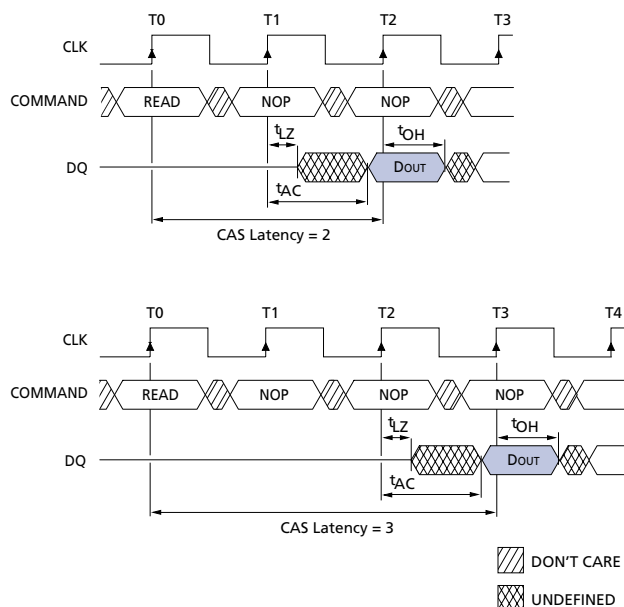 T0 T1 T2 T3
CLK
COMMAND READ NOP NOP
tLZ tOH
DQ DOUT
tAC
CAS Latency = 2
T0 T1 T2 T3 T4
CLK
COMMAND READ NOP NOP NOP
tLZ tOH
DQ DOUT
tAC
CAS Latency = 3
DON'T CARE
UNDEFINED